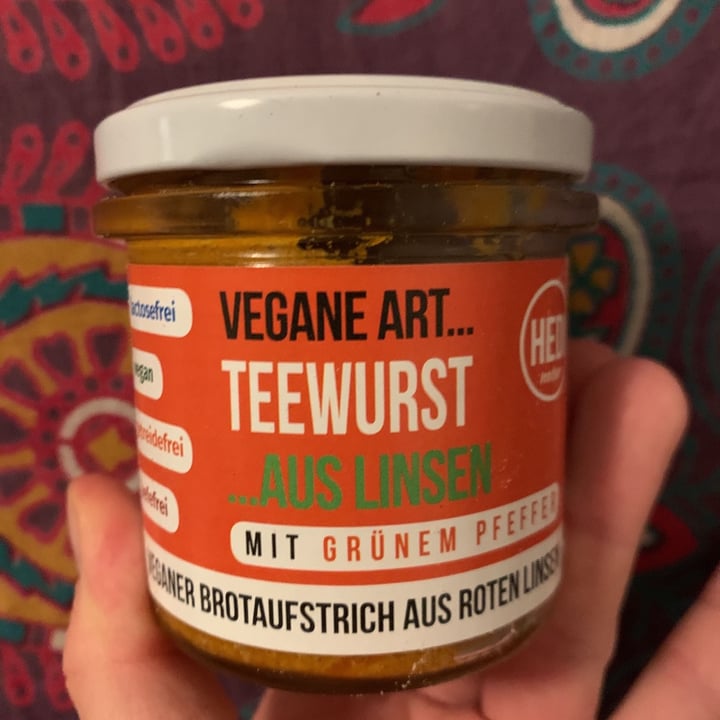 VEGANE ART...
TEEWURST
...AUS LINSEN
MIT GRÜNEM PFEFFER
VEGANER BROTAUFSTRICH AUS ROTEN LINSEN
lactosefrei
vegan